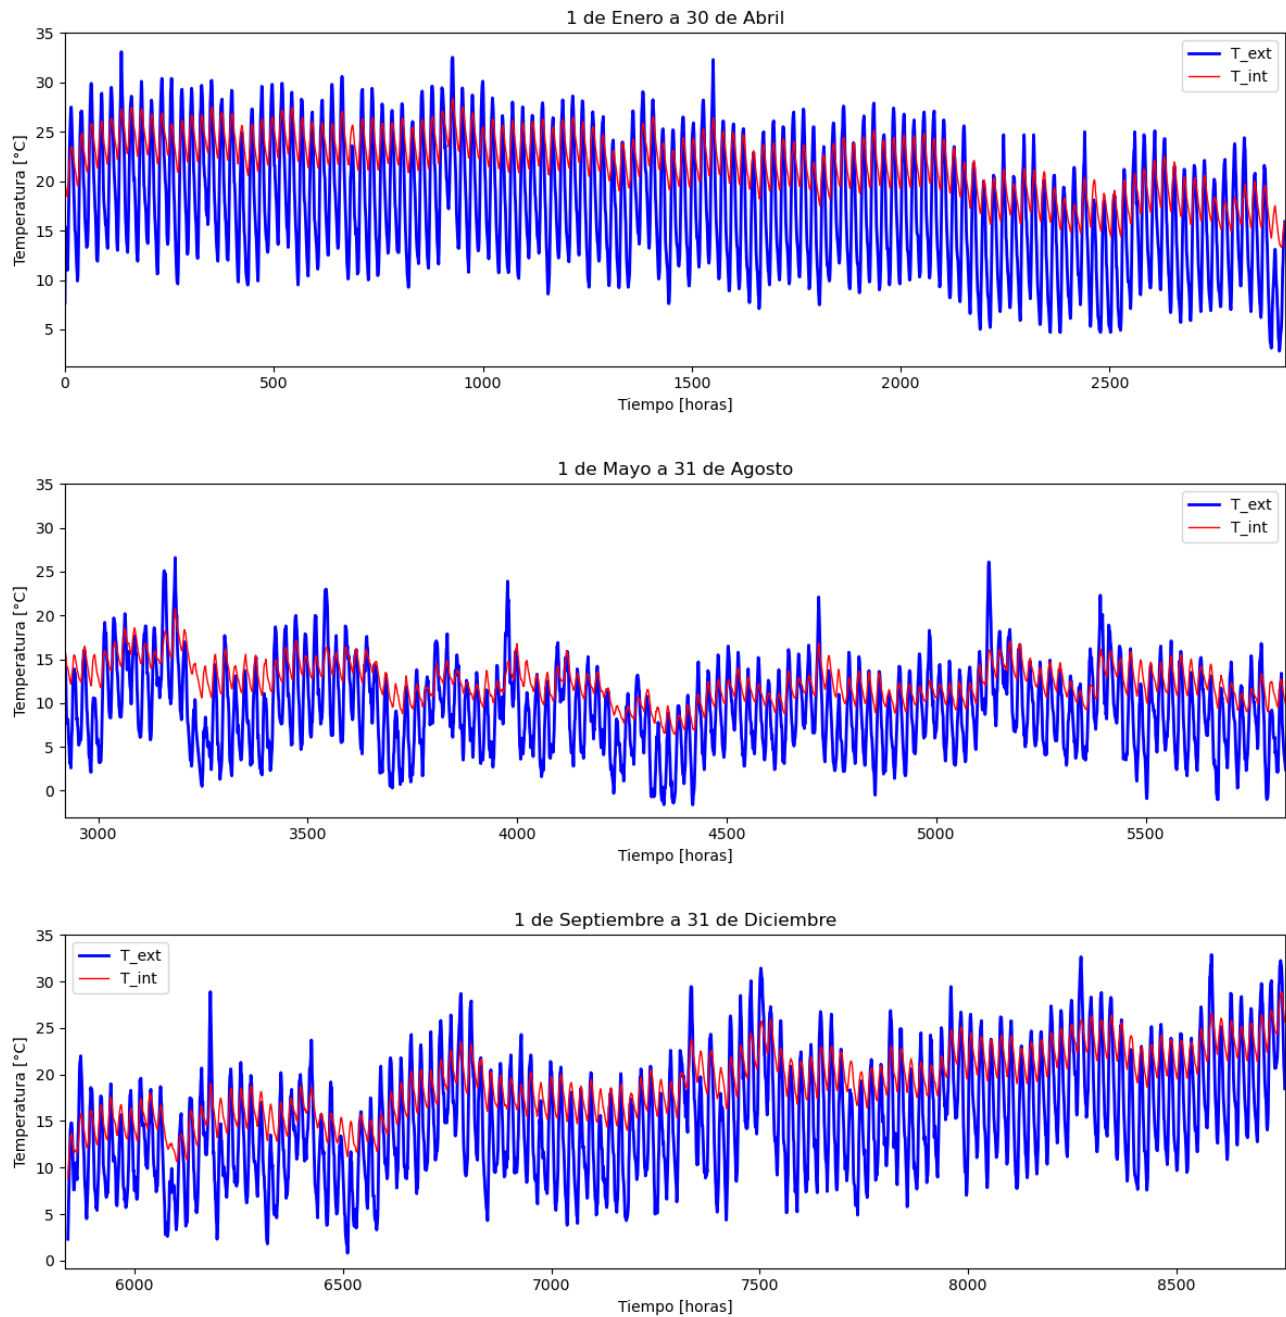 1 de Enero a 30 de Abril
35
30
25
20
15
10
5
Temperatura [°C]
T_ext
T_int
0 500 1000 1500 2000 2500
Tiempo [horas]
1 de Mayo a 31 de Agosto
35
30
25
20
15
10
5
0
Temperatura [°C]
T_ext
T_int
3000 3500 4000 4500 5000 5500
Tiempo [horas]
1 de Septiembre a 31 de Diciembre
35
30
25
20
15
10
5
0
Temperatura [°C]
T_ext
T_int
6000 6500 7000 7500 8000 8500
Tiempo [horas]